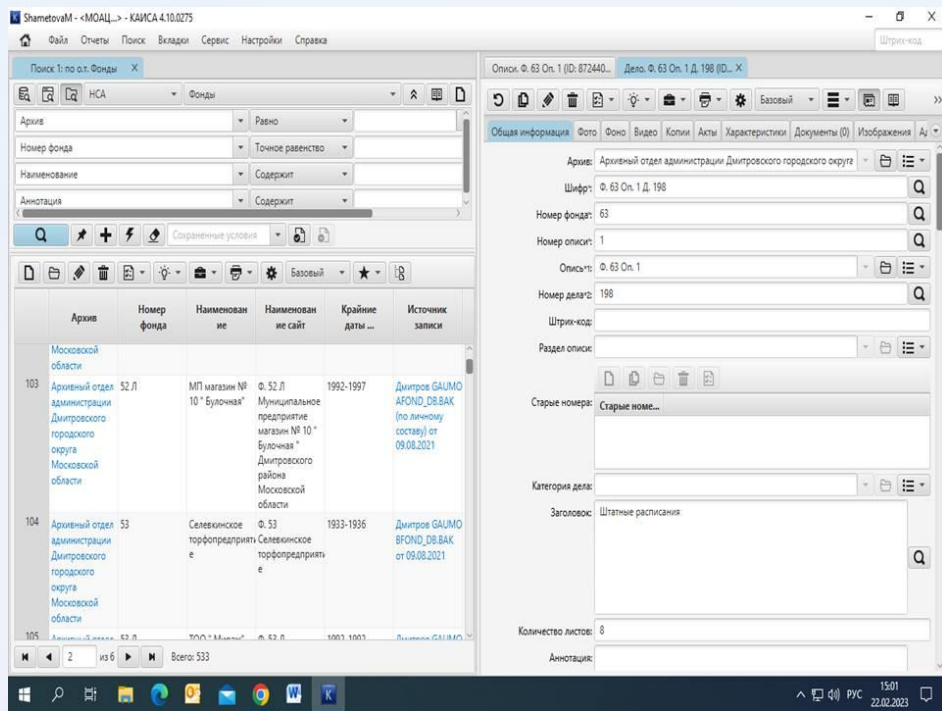 ShametovaM - <МОАЦ...> - КАИСА 4.10.0275
Файл Отчеты Поиск Вкладки Сервис Настройки Справка
Штрих-код
Поиск 1: по о.т. Фонды X
НСА Фонды
Архив Равно
Номер фонда Точное равенство
Наименование Содержит
Аннотация Содержит
Сохраненные условия
Базовый
Архив
Номер фонда
Наименован ие
Наименован ие сайт
Крайние даты ...
Источник записи
Московской
области
103 Архивный отдел 52 Л МП магазин № Ф. 52 Л 1992-1997 Дмитров GAUMO
администрации 10 " Булочная" Муниципальное AFOND_DB.BAK
Дмитровского предприятие (по личному
городского магазин № 10 " составу) от
округа Булочная " 09.08.2021
Московской Дмитровского
области района
Московской
области
104 Архивный отдел 53 Селевкинское Ф. 53 1933-1936 Дмитров GAUMO
администрации торфопредприяти Селевкинское BFOND_DB.BAK
Дмитровского е торфопредприяти от 09.08.2021
городского е
округа
Московской
области
105
2 из 6 Всего: 533
Описи. Ф. 63 Оп. 1 (ID: 872440... Дело. Ф. 63 Оп. 1 Д. 198 (ID... X
Базовый
Общая информация Фото Фоно Видео Копии Акты Характеристики Документы (0) Изображения
Архив: Архивный отдел администрации Дмитровского городского округа
Шифр*: Ф. 63 Оп. 1 Д. 198
Номер фонда*: 63
Номер описи*: 1
Опись*1: Ф. 63 Оп. 1
Номер дела*2: 198
Штрих-код:
Раздел описи:
Старые номера: Старые номе...
Категория дела:
Заголовок: Штатные расписания
Количество листов: 8
Аннотация:
РУС 15:01
22.02.2023